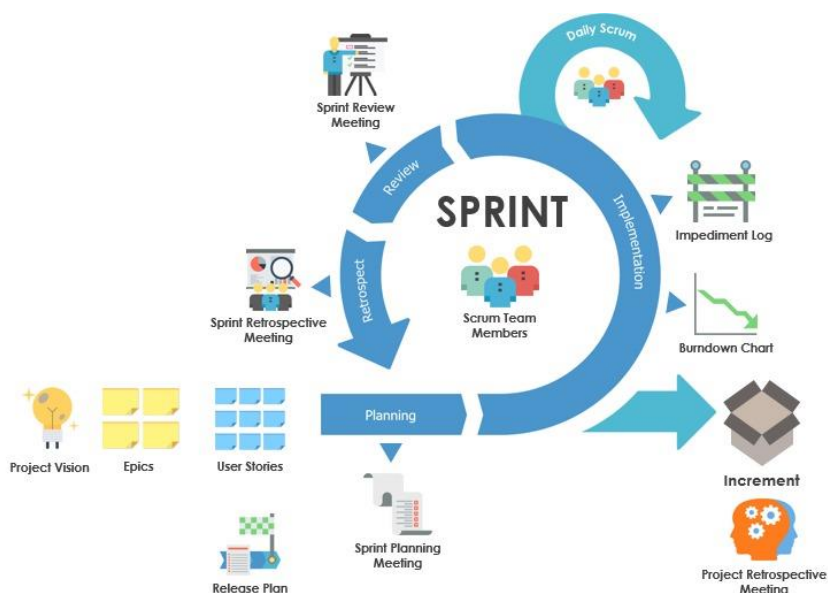 Daily Scrum
Sprint Review
Meeting
Review
SPRINT
Implementation
Impediment Log
Retrospect
Sprint Retrospective
Meeting
Scrum Team
Members
Burndown Chart
Planning
Project Vision
Epics
User Stories
Increment
Sprint Planning
Meeting
Release Plan
Project Retrospective
Meeting